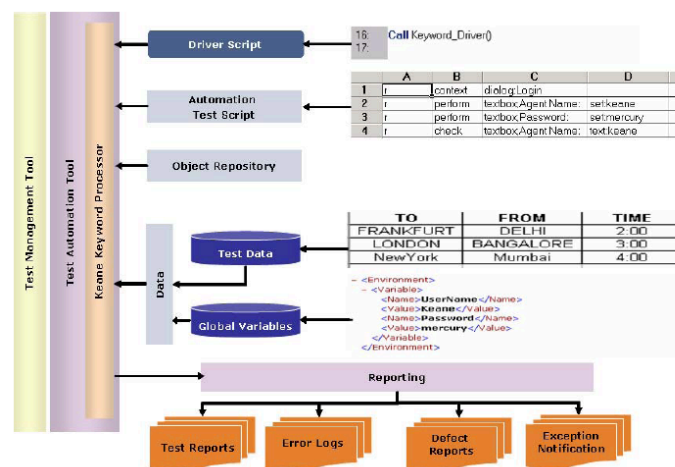 Test Management Tool
Test Automation Tool
Keane Keyword Processor
Driver Script
16: Call Keyword_Driver()
17:
Automation
Test Script
A B C D
1 r context dialog:Login
2 r perform textbox,Agent Name: set:keane
3 r perform textbox,Password: set:mercury
4 r check textbox,Agent Name: text:keane
Object Repository
Data
Test Data
TO FROM TIME
FRANKFURT DELHI 2:00
LONDON BANGALORE 3:00
NewYork Mumbai 4:00
Global Variables
- <Environment>
- <Variable>
<Name>UserName</Name>
<Value>Keane</Value>
<Name>Password</Name>
<Value>mercury</Value>
</Variable>
</Environment>
Reporting
Test Reports
Error Logs
Defect
Reports
Exception
Notification